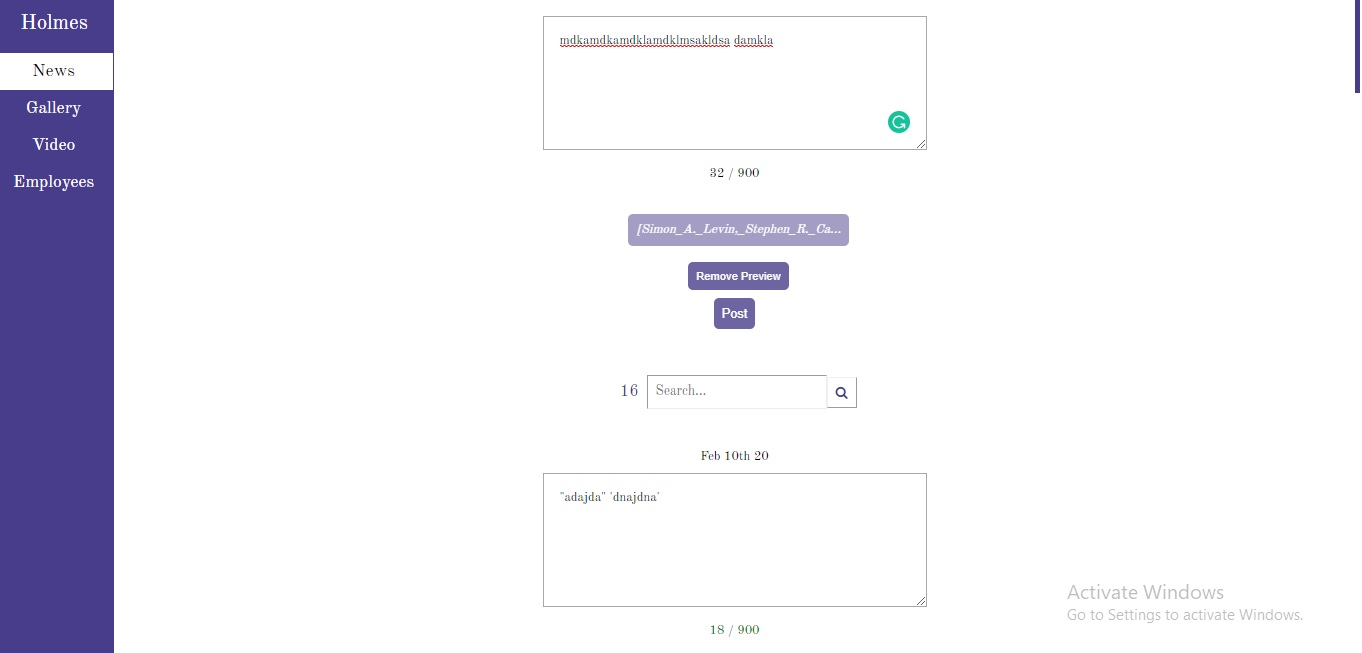 Holmes
News
Gallery
Video
Employees
mdkamdkamdklamdklmsakldsa damkla
32 / 900
[Simon_A._Levin,_Stephen_R._Ca...
Remove Preview
Post
16 Search...
Feb 10th 20
"adajda" 'dnajdna'
18 / 900
Activate Windows
Go to Settings to activate Windows.